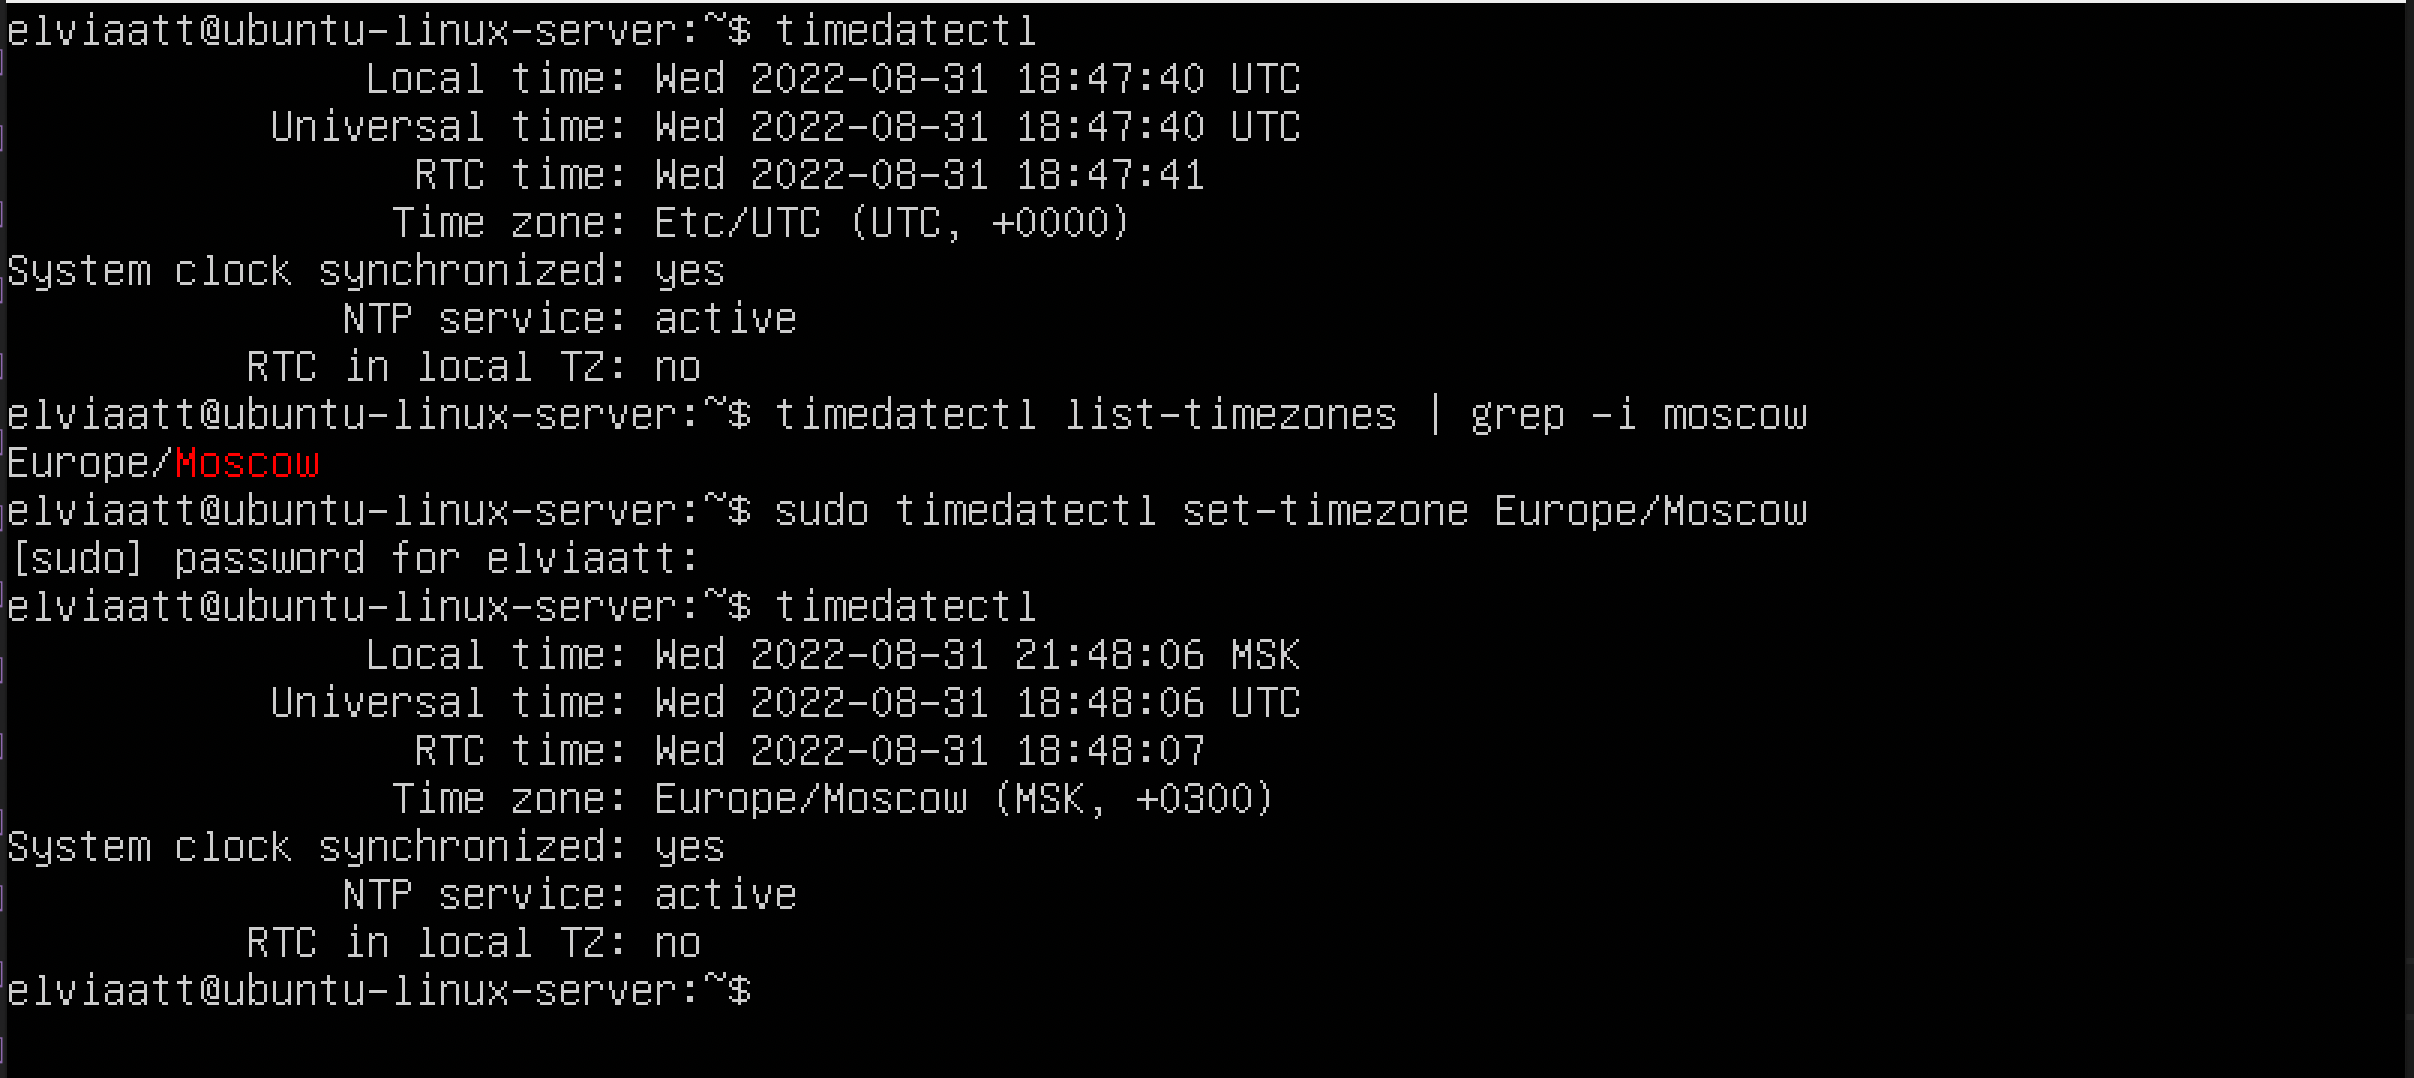 elviaatt@ubuntu-linux-server:~$ timedatectl
Local time: Wed 2022-08-31 18:47:40 UTC
Universal time: Wed 2022-08-31 18:47:40 UTC
RTC time: Wed 2022-08-31 18:47:41
Time zone: Etc/UTC (UTC, +0000)
System clock synchronized: yes
NTP service: active
RTC in local TZ: no
elviaatt@ubuntu-linux-server:~$ timedatectl list-timezones | grep -i moscow
Europe/Moscow
elviaatt@ubuntu-linux-server:~$ sudo timedatectl set-timezone Europe/Moscow
[sudo] password for elviaatt:
elviaatt@ubuntu-linux-server:~$ timedatectl
Local time: Wed 2022-08-31 21:48:06 MSK
Universal time: Wed 2022-08-31 18:48:06 UTC
RTC time: Wed 2022-08-31 18:48:07
Time zone: Europe/Moscow (MSK, +0300)
System clock synchronized: yes
NTP service: active
RTC in local TZ: no
elviaatt@ubuntu-linux-server:~$